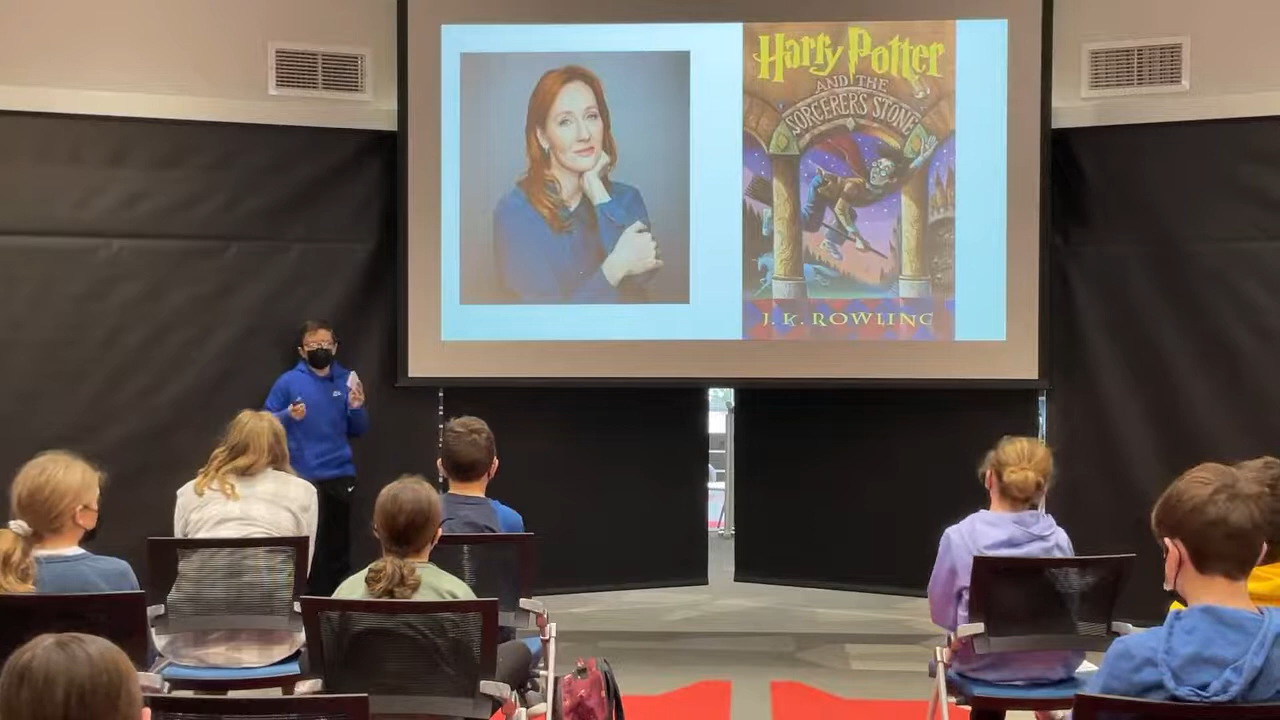 Harry Potter
AND THE
SORCERER'S STONE
J. K. ROWLING